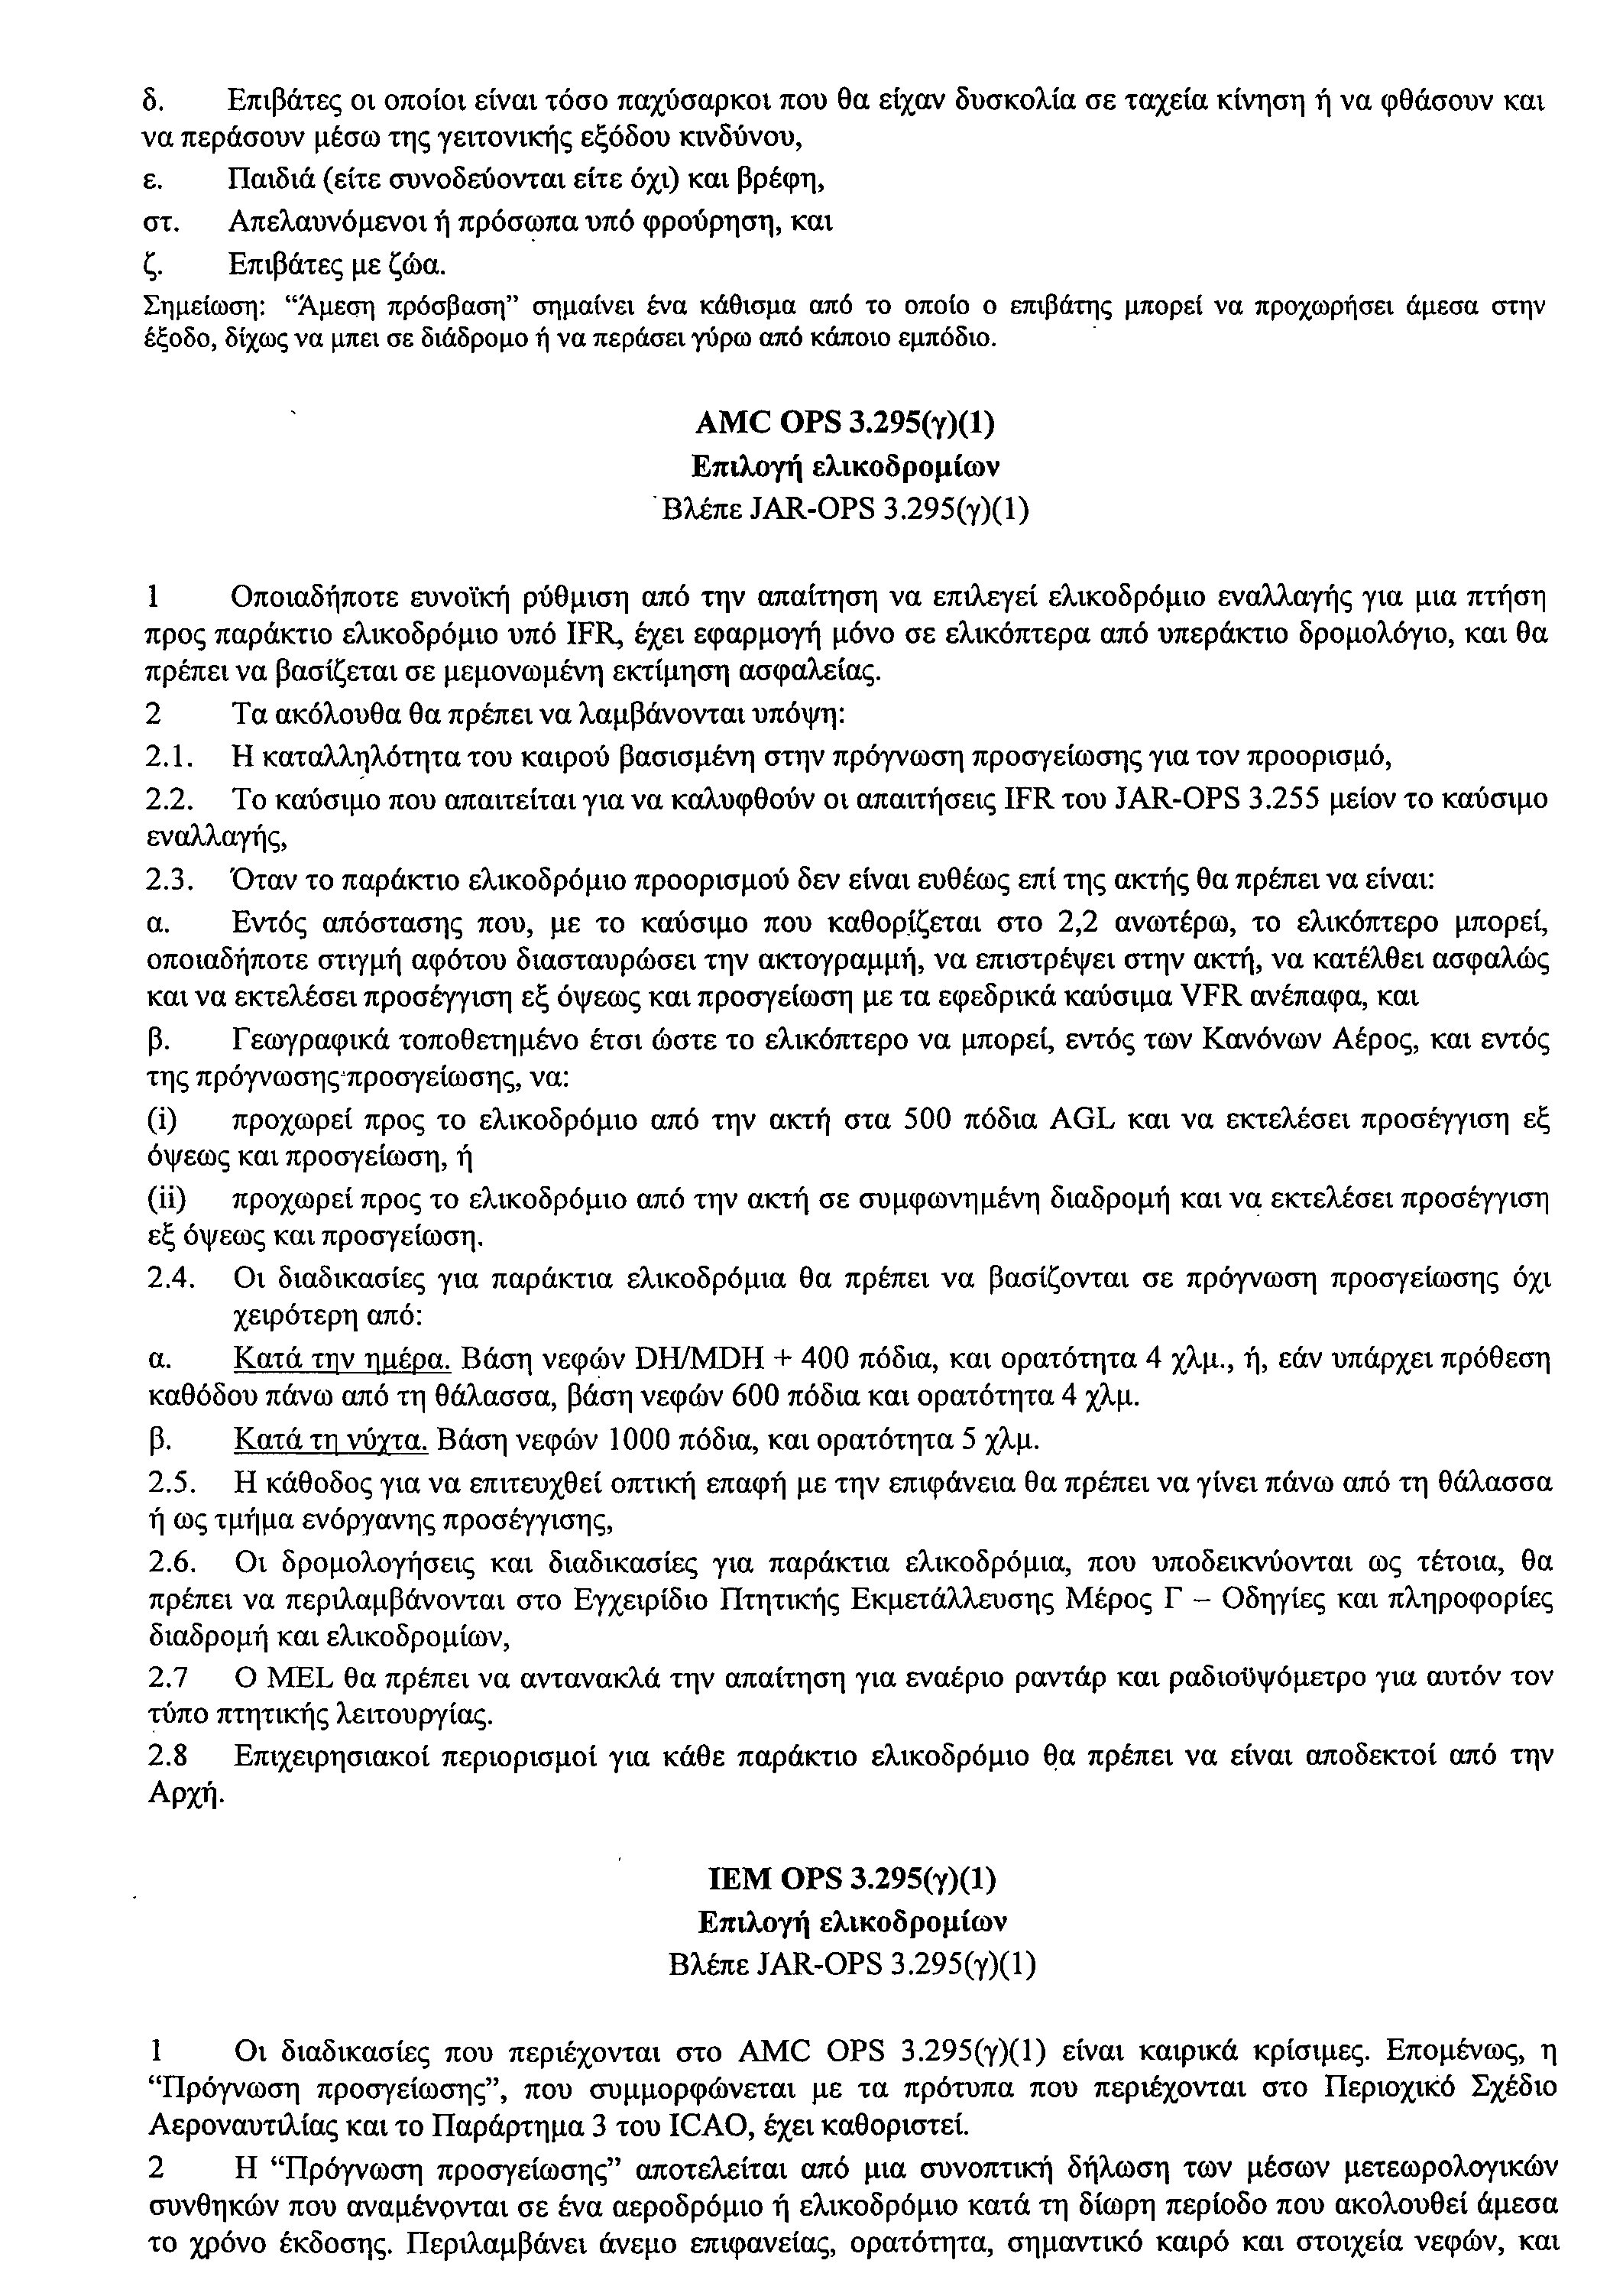 δ. Επιβάτες οι οποίοι είναι τόσο παχύσαρκοι που θα είχαν δυσκολία σε ταχεία κίνηση ή να φθάσουν και
να περάσουν μέσω της γειτονικής εξόδου κινδύνου,
ε. Παιδιά (είτε συνοδεύονται είτε όχι) και βρέφη,
στ. Απελαυνόμενοι ή πρόσωπα υπό φρούρηση, και
ζ. Επιβάτες με ζώα.
Σημείωση: “Άμεση πρόσβαση” σημαίνει ένα κάθισμα από το οποίο ο επιβάτης μπορεί να προχωρήσει άμεσα στην
έξοδο, δίχως να μπει σε διάδρομο ή να περάσει γύρω από κάποιο εμπόδιο.
AMC OPS 3.295(γ)(1)
Επιλογή ελικοδρομίων
Βλέπε JAR-OPS 3.295(γ)(1)
1 Οποιαδήποτε ευνοϊκή ρύθμιση από την απαίτηση να επιλεγεί ελικοδρόμιο εναλλαγής για μια πτήση
προς παράκτιο ελικοδρόμιο υπό IFR, έχει εφαρμογή μόνο σε ελικόπτερα από υπεράκτιο δρομολόγιο, και θα
πρέπει να βασίζεται σε μεμονωμένη εκτίμηση ασφαλείας.
2 Τα ακόλουθα θα πρέπει να λαμβάνονται υπόψη:
2.1. Η καταλληλότητα του καιρού βασισμένη στην πρόγνωση προσγείωσης για τον προορισμό,
2.2. Το καύσιμο που απαιτείται για να καλυφθούν οι απαιτήσεις IFR του JAR-OPS 3.255 μείον το καύσιμο
εναλλαγής,
2.3. Όταν το παράκτιο ελικοδρόμιο προορισμού δεν είναι ευθέως επί της ακτής θα πρέπει να είναι:
α. Εντός απόστασης που, με το καύσιμο που καθορίζεται στο 2,2 ανωτέρω, το ελικόπτερο μπορεί,
οποιαδήποτε στιγμή αφότου διασταυρώσει την ακτογραμμή, να επιστρέψει στην ακτή, να κατέλθει ασφαλώς
και να εκτελέσει προσέγγιση εξ όψεως και προσγείωση με τα εφεδρικά καύσιμα VFR ανέπαφα, και
β. Γεωγραφικά τοποθετημένο έτσι ώστε το ελικόπτερο να μπορεί, εντός των Κανόνων Αέρος, και εντός
της πρόγνωσης προσγείωσης, να:
(i) προχωρεί προς το ελικοδρόμιο από την ακτή στα 500 πόδια AGL και να εκτελέσει προσέγγιση εξ
όψεως και προσγείωση, ή
(ii) προχωρεί προς το ελικοδρόμιο από την ακτή σε συμφωνημένη διαδρομή και να εκτελέσει προσέγγιση
εξ όψεως και προσγείωση.
2.4. Οι διαδικασίες για παράκτια ελικοδρόμια θα πρέπει να βασίζονται σε πρόγνωση προσγείωσης όχι
χειρότερη από:
α. Κατά την ημέρα. Βάση νεφών DH/MDH + 400 πόδια, και ορατότητα 4 χλμ., ή, εάν υπάρχει πρόθεση
καθόδου πάνω από τη θάλασσα, βάση νεφών 600 πόδια και ορατότητα 4 χλμ.
β. Κατά τη νύχτα. Βάση νεφών 1000 πόδια, και ορατότητα 5 χλμ.
2.5. Η κάθοδος για να επιτευχθεί οπτική επαφή με την επιφάνεια θα πρέπει να γίνει πάνω από τη θάλασσα
ή ως τμήμα ενόργανης προσέγγισης,
2.6. Οι δρομολογήσεις και διαδικασίες για παράκτια ελικοδρόμια, που υποδεικνύονται ως τέτοια, θα
πρέπει να περιλαμβάνονται στο Εγχειρίδιο Πτητικής Εκμετάλλευσης Μέρος Γ – Οδηγίες και πληροφορίες
διαδρομή και ελικοδρομίων,
2.7 Ο MEL θα πρέπει να αντανακλά την απαίτηση για εναέριο ραντάρ και ραδιοϋψόμετρο για αυτόν τον
τύπο πτητικής λειτουργίας.
2.8 Επιχειρησιακοί περιορισμοί για κάθε παράκτιο ελικοδρόμιο θα πρέπει να είναι αποδεκτοί από την
Αρχή.
IEM OPS 3.295(γ)(1)
Επιλογή ελικοδρομίων
Βλέπε JAR-OPS 3.295(γ)(1)
1 Οι διαδικασίες που περιέχονται στο AMC OPS 3.295(γ)(1) είναι καιρικά κρίσιμες. Επομένως, η
“Πρόγνωση προσγείωσης”, που συμμορφώνεται με τα πρότυπα που περιέχονται στο Περιοχικό Σχέδιο
Αεροναυτιλίας και το Παράρτημα 3 του ICAO, έχει καθοριστεί.
2 Η “Πρόγνωση προσγείωσης” αποτελείται από μια συνοπτική δήλωση των μέσων μετεωρολογικών
συνθηκών που αναμένονται σε ένα αεροδρόμιο ή ελικοδρόμιο κατά τη δίωρη περίοδο που ακολουθεί άμεσα
το χρόνο έκδοσης. Περιλαμβάνει άνεμο επιφανείας, ορατότητα, σημαντικό καιρό και στοιχεία νεφών, και